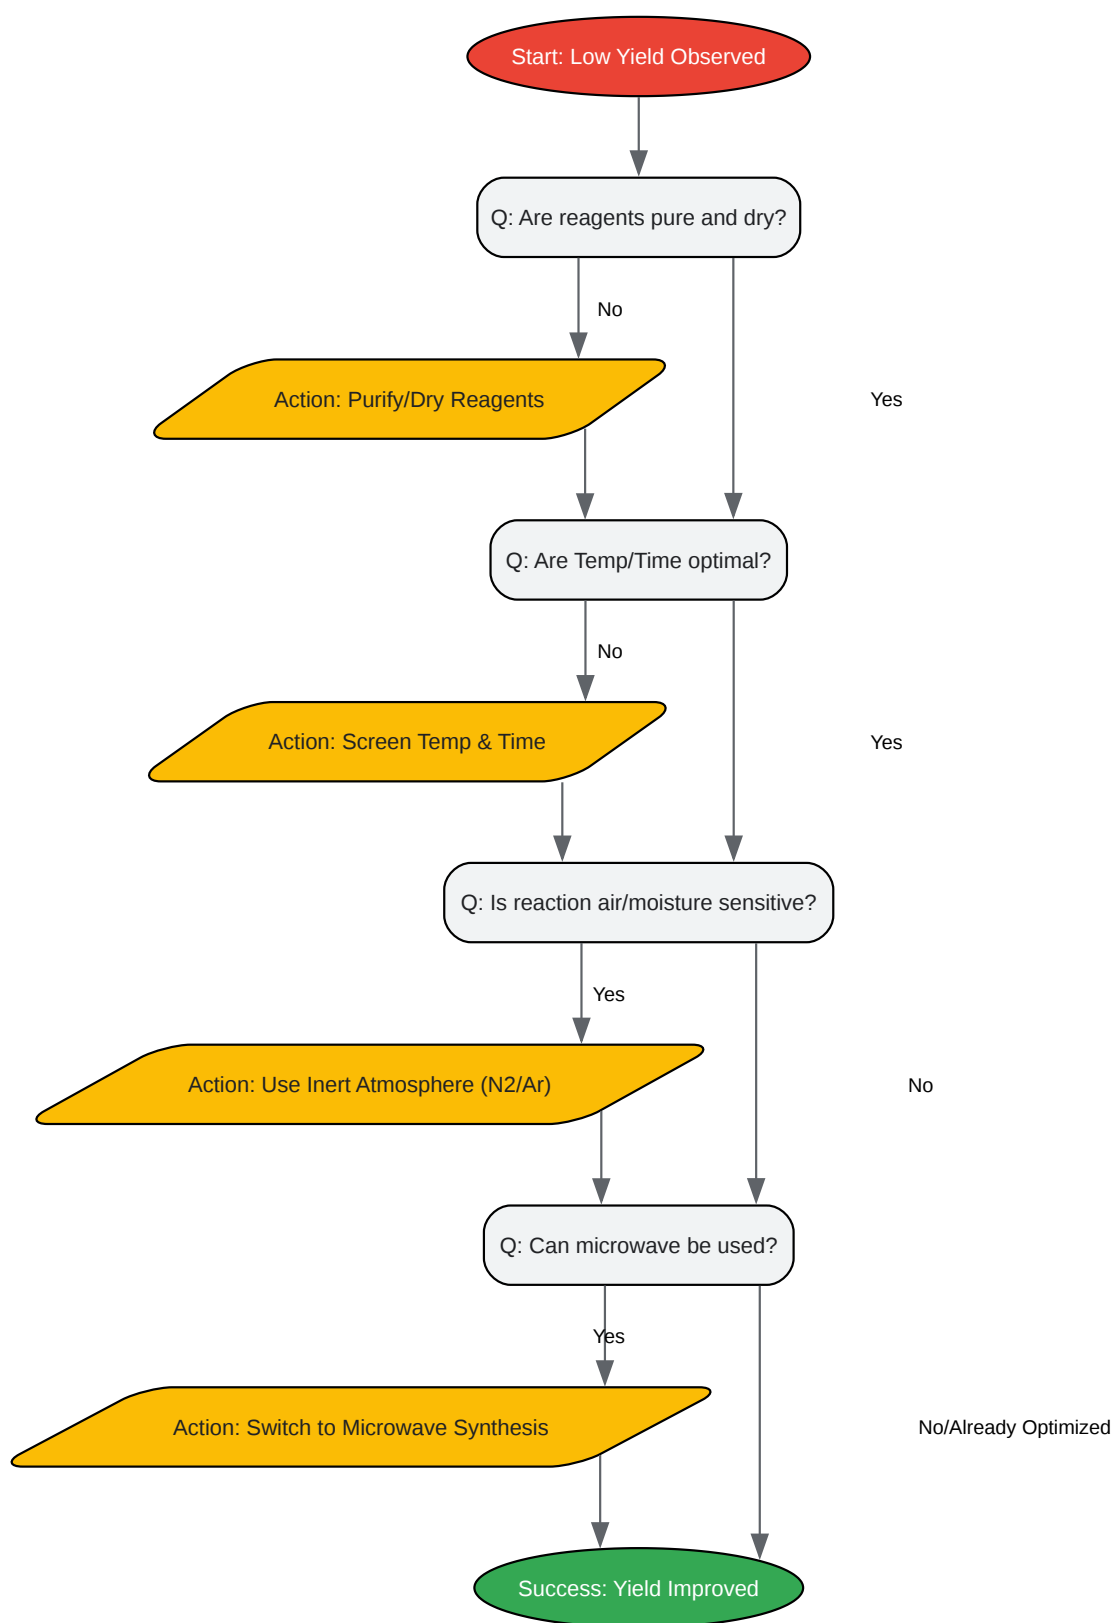 Start: Low Yield Observed
Q: Are reagents pure and dry?
No
Action: Purify/Dry Reagents
Yes
Q: Are Temp/Time optimal?
No
Action: Screen Temp & Time
Yes
Q: Is reaction air/moisture sensitive?
Yes
Action: Use Inert Atmosphere (N2/Ar)
No
Q: Can microwave be used?
Yes
Action: Switch to Microwave Synthesis
No/Already Optimized
Success: Yield Improved